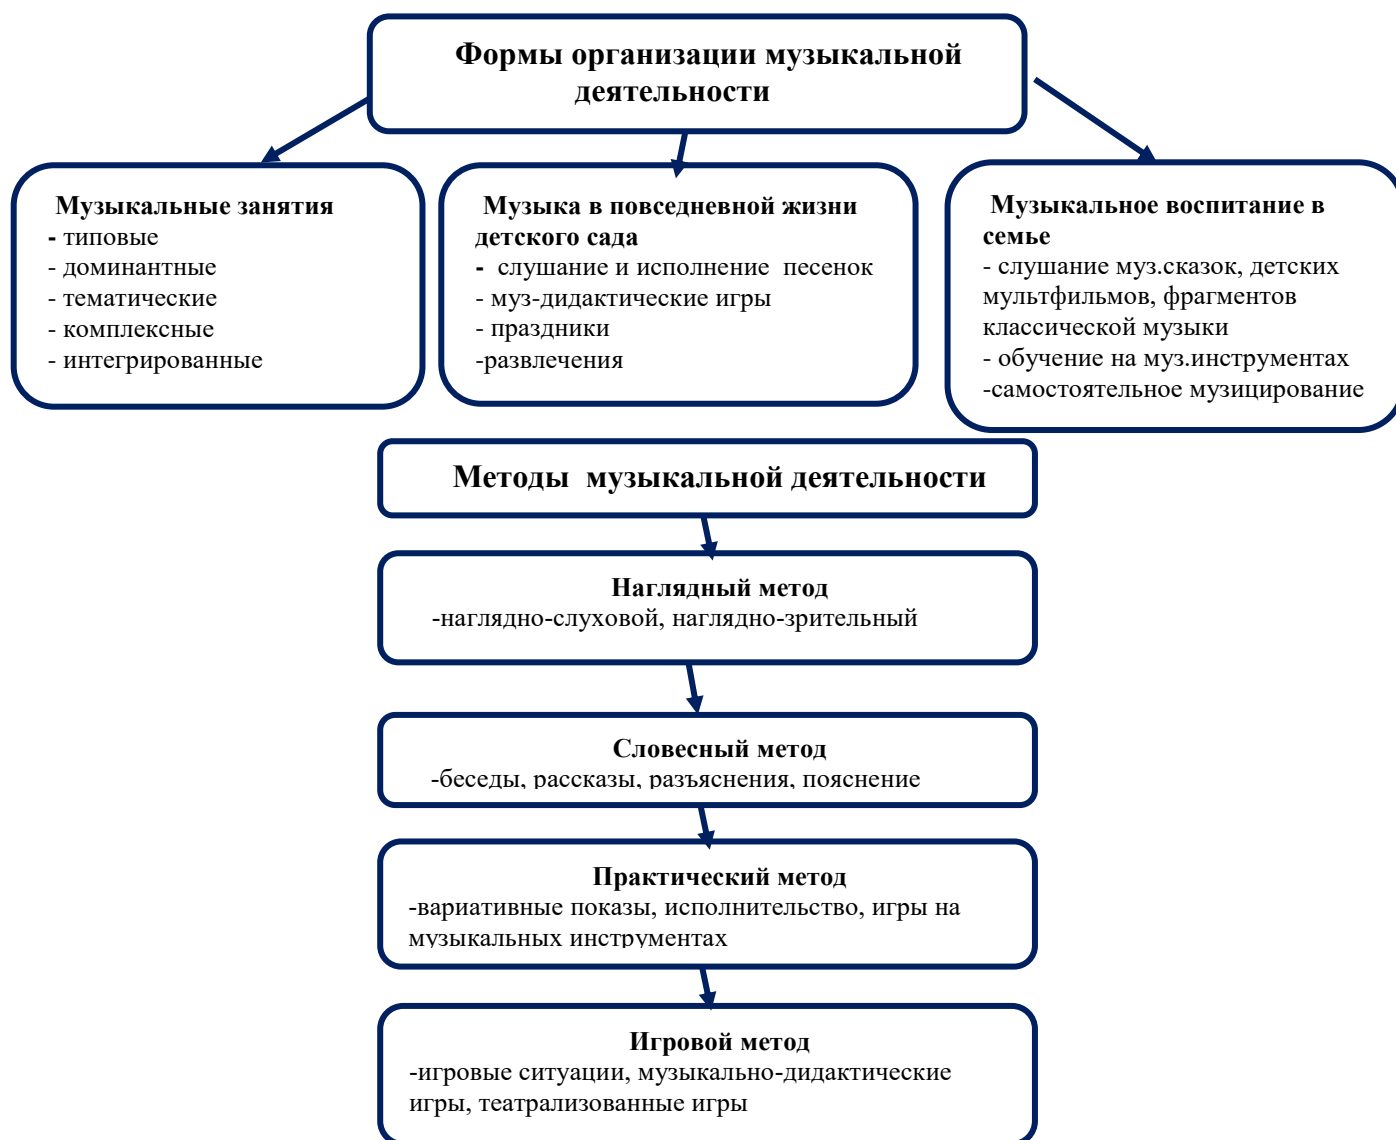 Формы организации музыкальной
деятельности
Музыкальные занятия
- типовые
- доминантные
- тематические
- комплексные
- интегрированные
Музыка в повседневной жизни
детского сада
- слушание и исполнение песенок
- муз-дидактические игры
- праздники
-развлечения
Музыкальное воспитание в
семье
- слушание муз.сказок, детских
мультфильмов, фрагментов
классической музыки
- обучение на муз.инструментах
-самостоятельное музицирование
Методы музыкальной деятельности
Наглядный метод
-наглядно-слуховой, наглядно-зрительный
Словесный метод
-беседы, рассказы, разъяснения, пояснение
Практический метод
-вариативные показы, исполнительство, игры на
музыкальных инструментах
Игровой метод
-игровые ситуации, музыкально-дидактические
игры, театрализованные игры